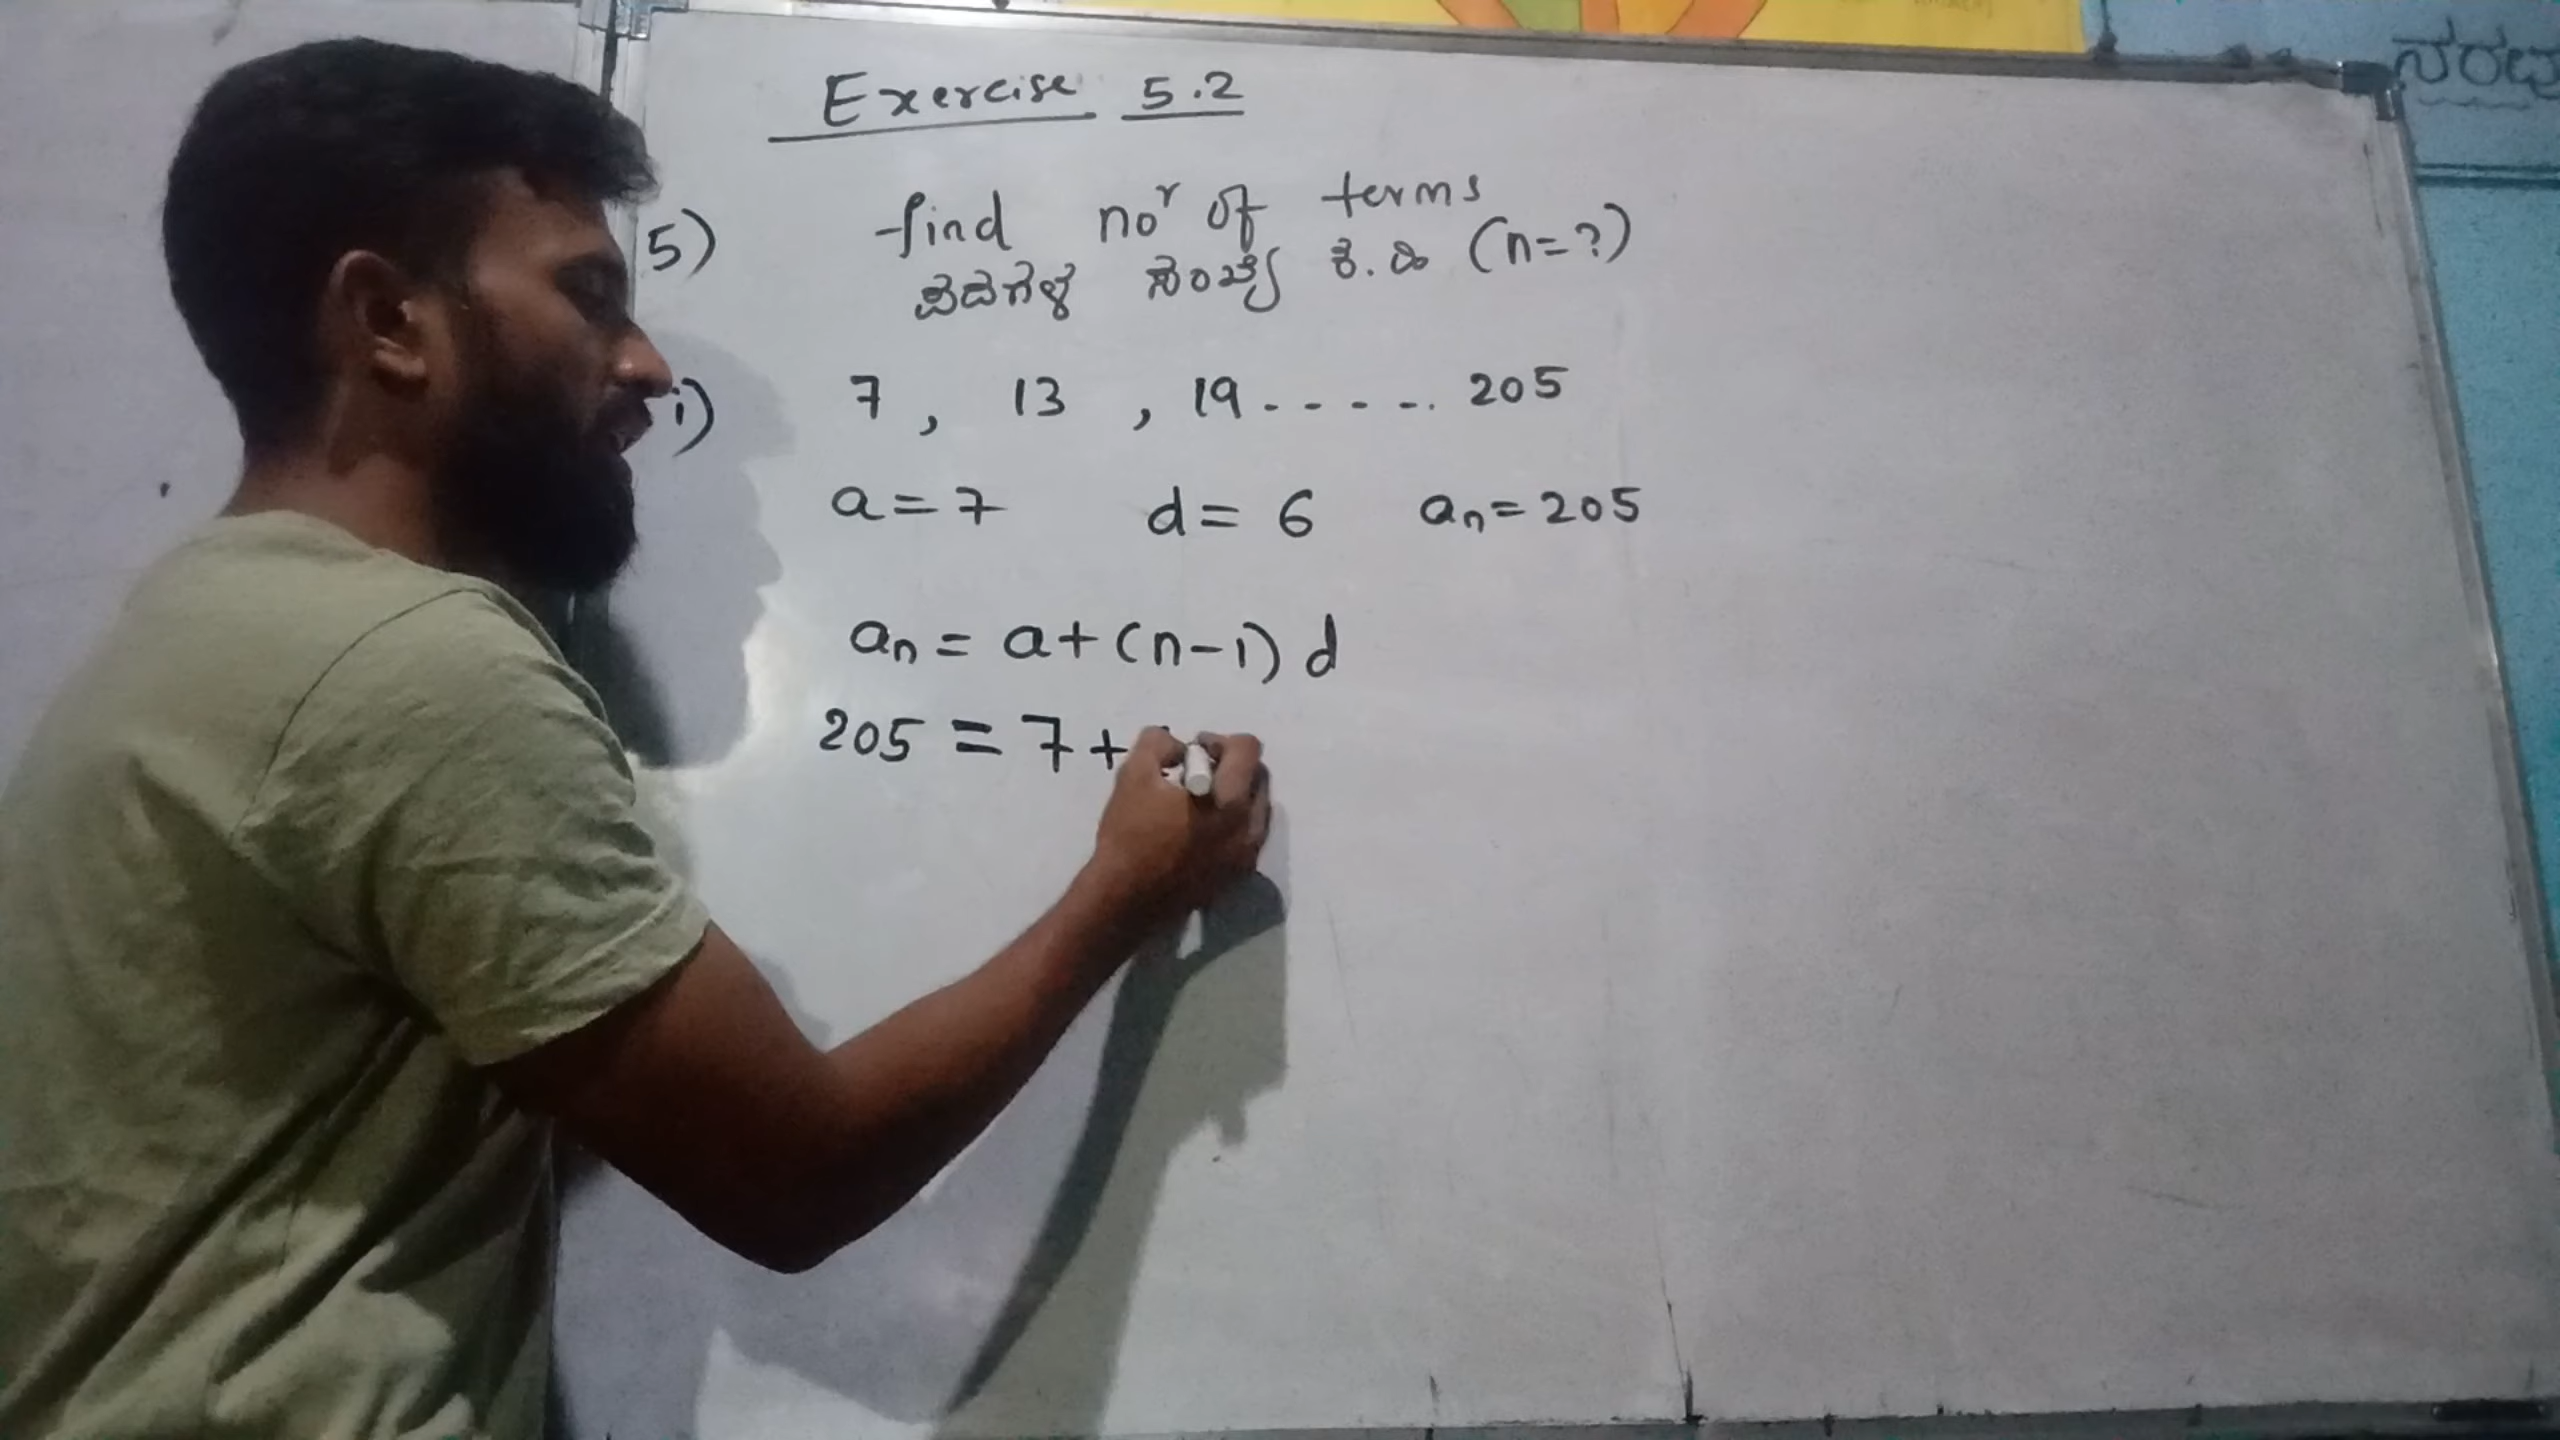 Exercise 5.2
5) find noʳ of terms
ಪದಗಳ ಸಂಖ್ಯೆ ಕ.ಹಿ (n=?)
i) 7, 13, 19 - - - - -. 205
a = 7 d = 6 aₙ = 205
aₙ = a + (n-1) d
205 = 7 +